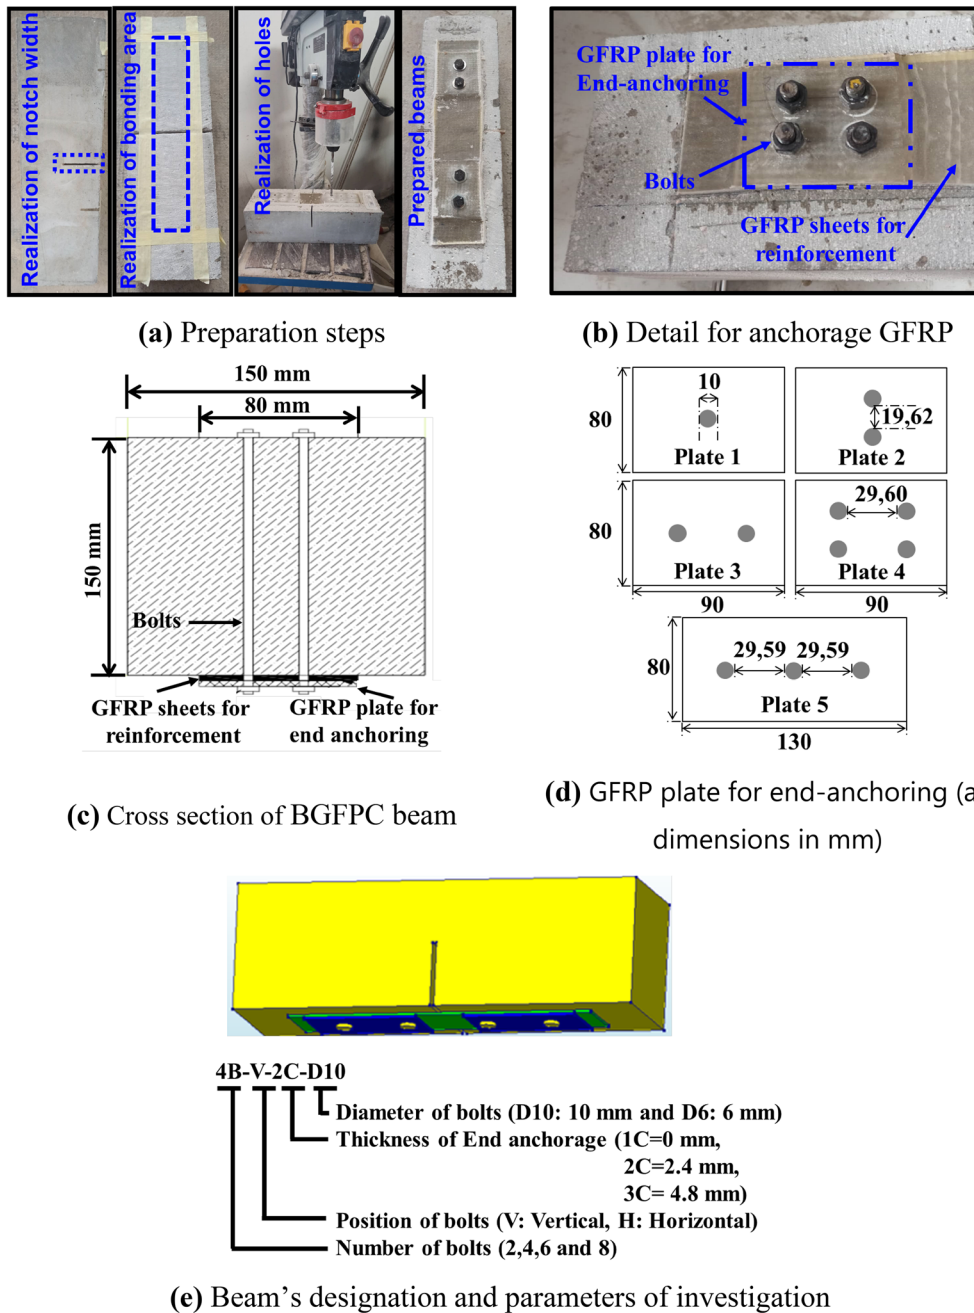 Realization of notch width
Realization of bonding area
Realization of holes
Prepared beams
GFRP plate for
End-anchoring
Bolts
GFRP sheets for
reinforcement
(a) Preparation steps
(b) Detail for anchorage GFRP
150 mm
80 mm
150 mm
Bolts
GFRP sheets for
reinforcement
GFRP plate for
end anchoring
(c) Cross section of BGFPC beam
10
80
Plate 1
19,62
Plate 2
80
Plate 3
90
29,60
Plate 4
90
29,59 29,59
80
Plate 5
130
(d) GFRP plate for end-anchoring (a
dimensions in mm)
4B-V-2C-D10
Diameter of bolts (D10: 10 mm and D6: 6 mm)
Thickness of End anchorage (1C=0 mm,
2C=2.4 mm,
3C= 4.8 mm)
Position of bolts (V: Vertical, H: Horizontal)
Number of bolts (2,4,6 and 8)
(e) Beam's designation and parameters of investigation